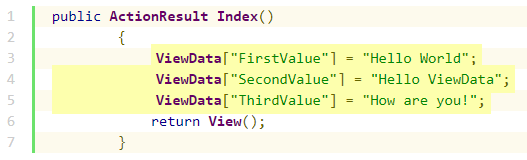 1 public ActionResult Index()
2 {
3 ViewData["FirstValue"] = "Hello World";
4 ViewData["SecondValue"] = "Hello ViewData";
5 ViewData["ThirdValue"] = "How are you!";
6 return View();
7 }